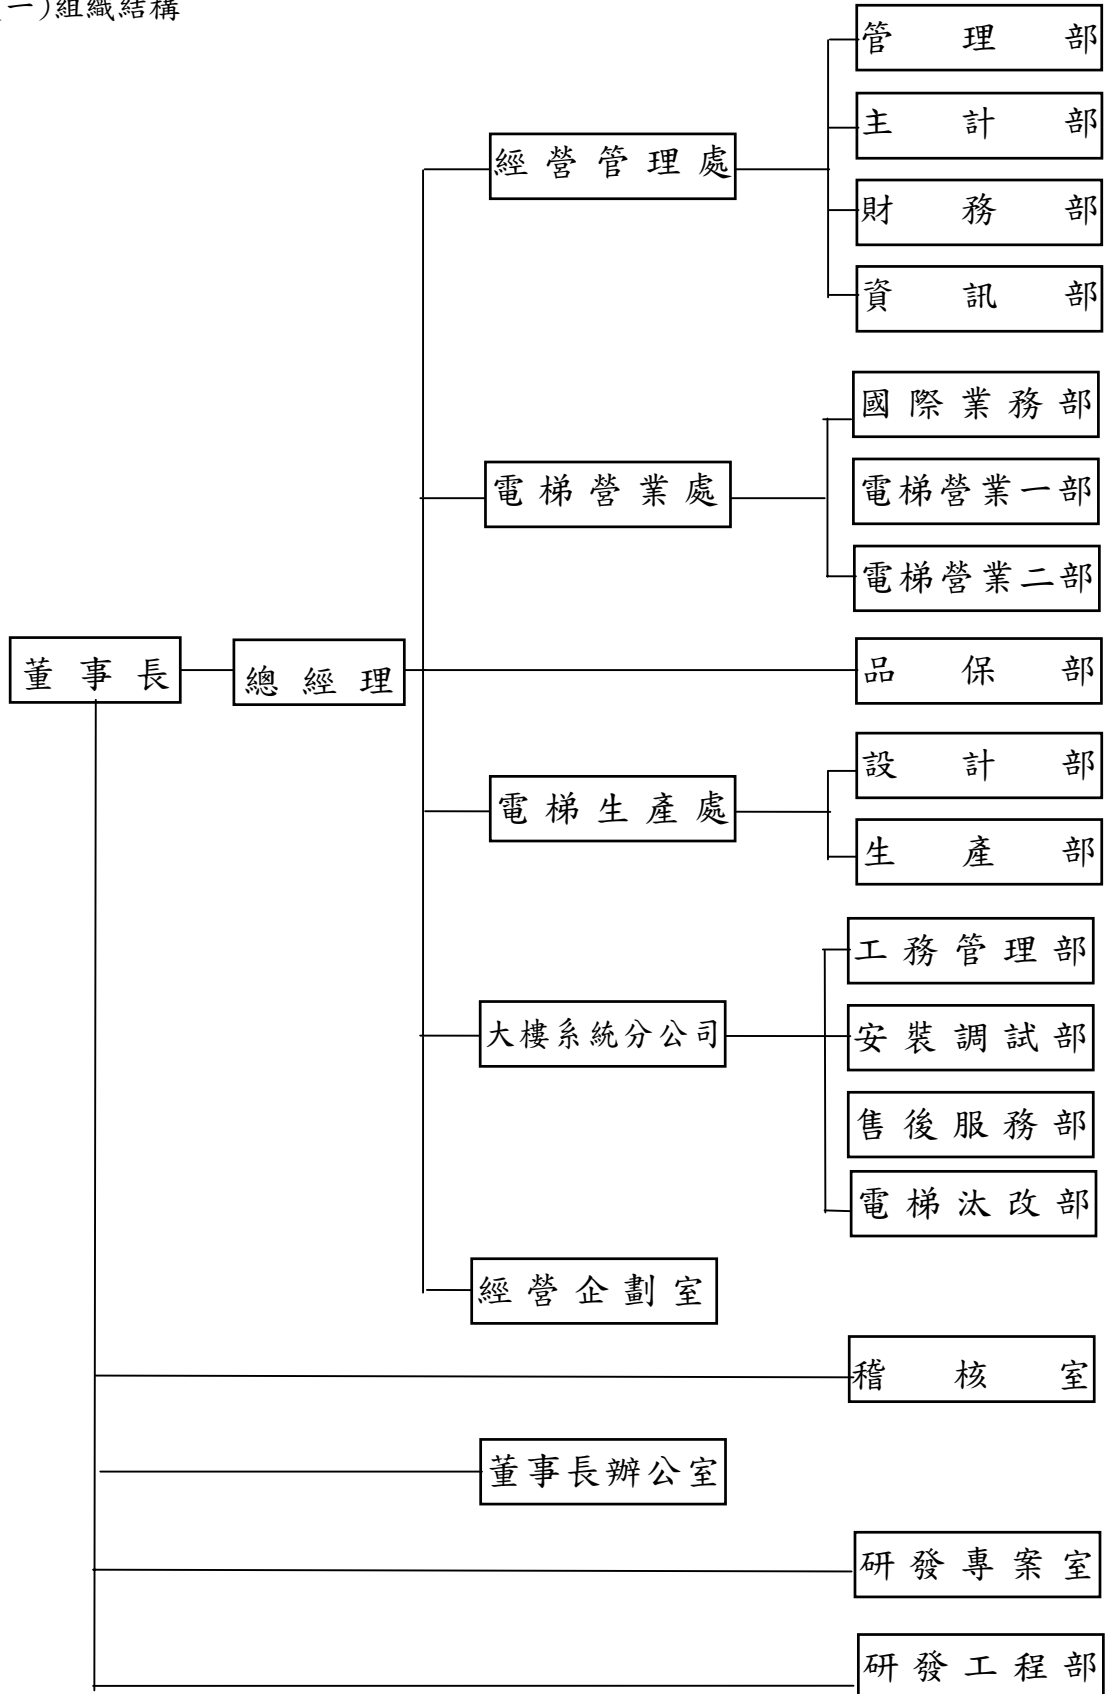 一)組織結構
管理部
主計部
經營管理處
財務部
資訊部
國際業務部
電梯營業處
電梯營業一部
電梯營業二部
董事長
總經理
品保部
設計部
電梯生產處
生產部
工務管理部
大樓系統分公司
安裝調試部
售後服務部
電梯汰改部
經營企劃室
稽核室
董事長辦公室
研發專案室
研發工程部